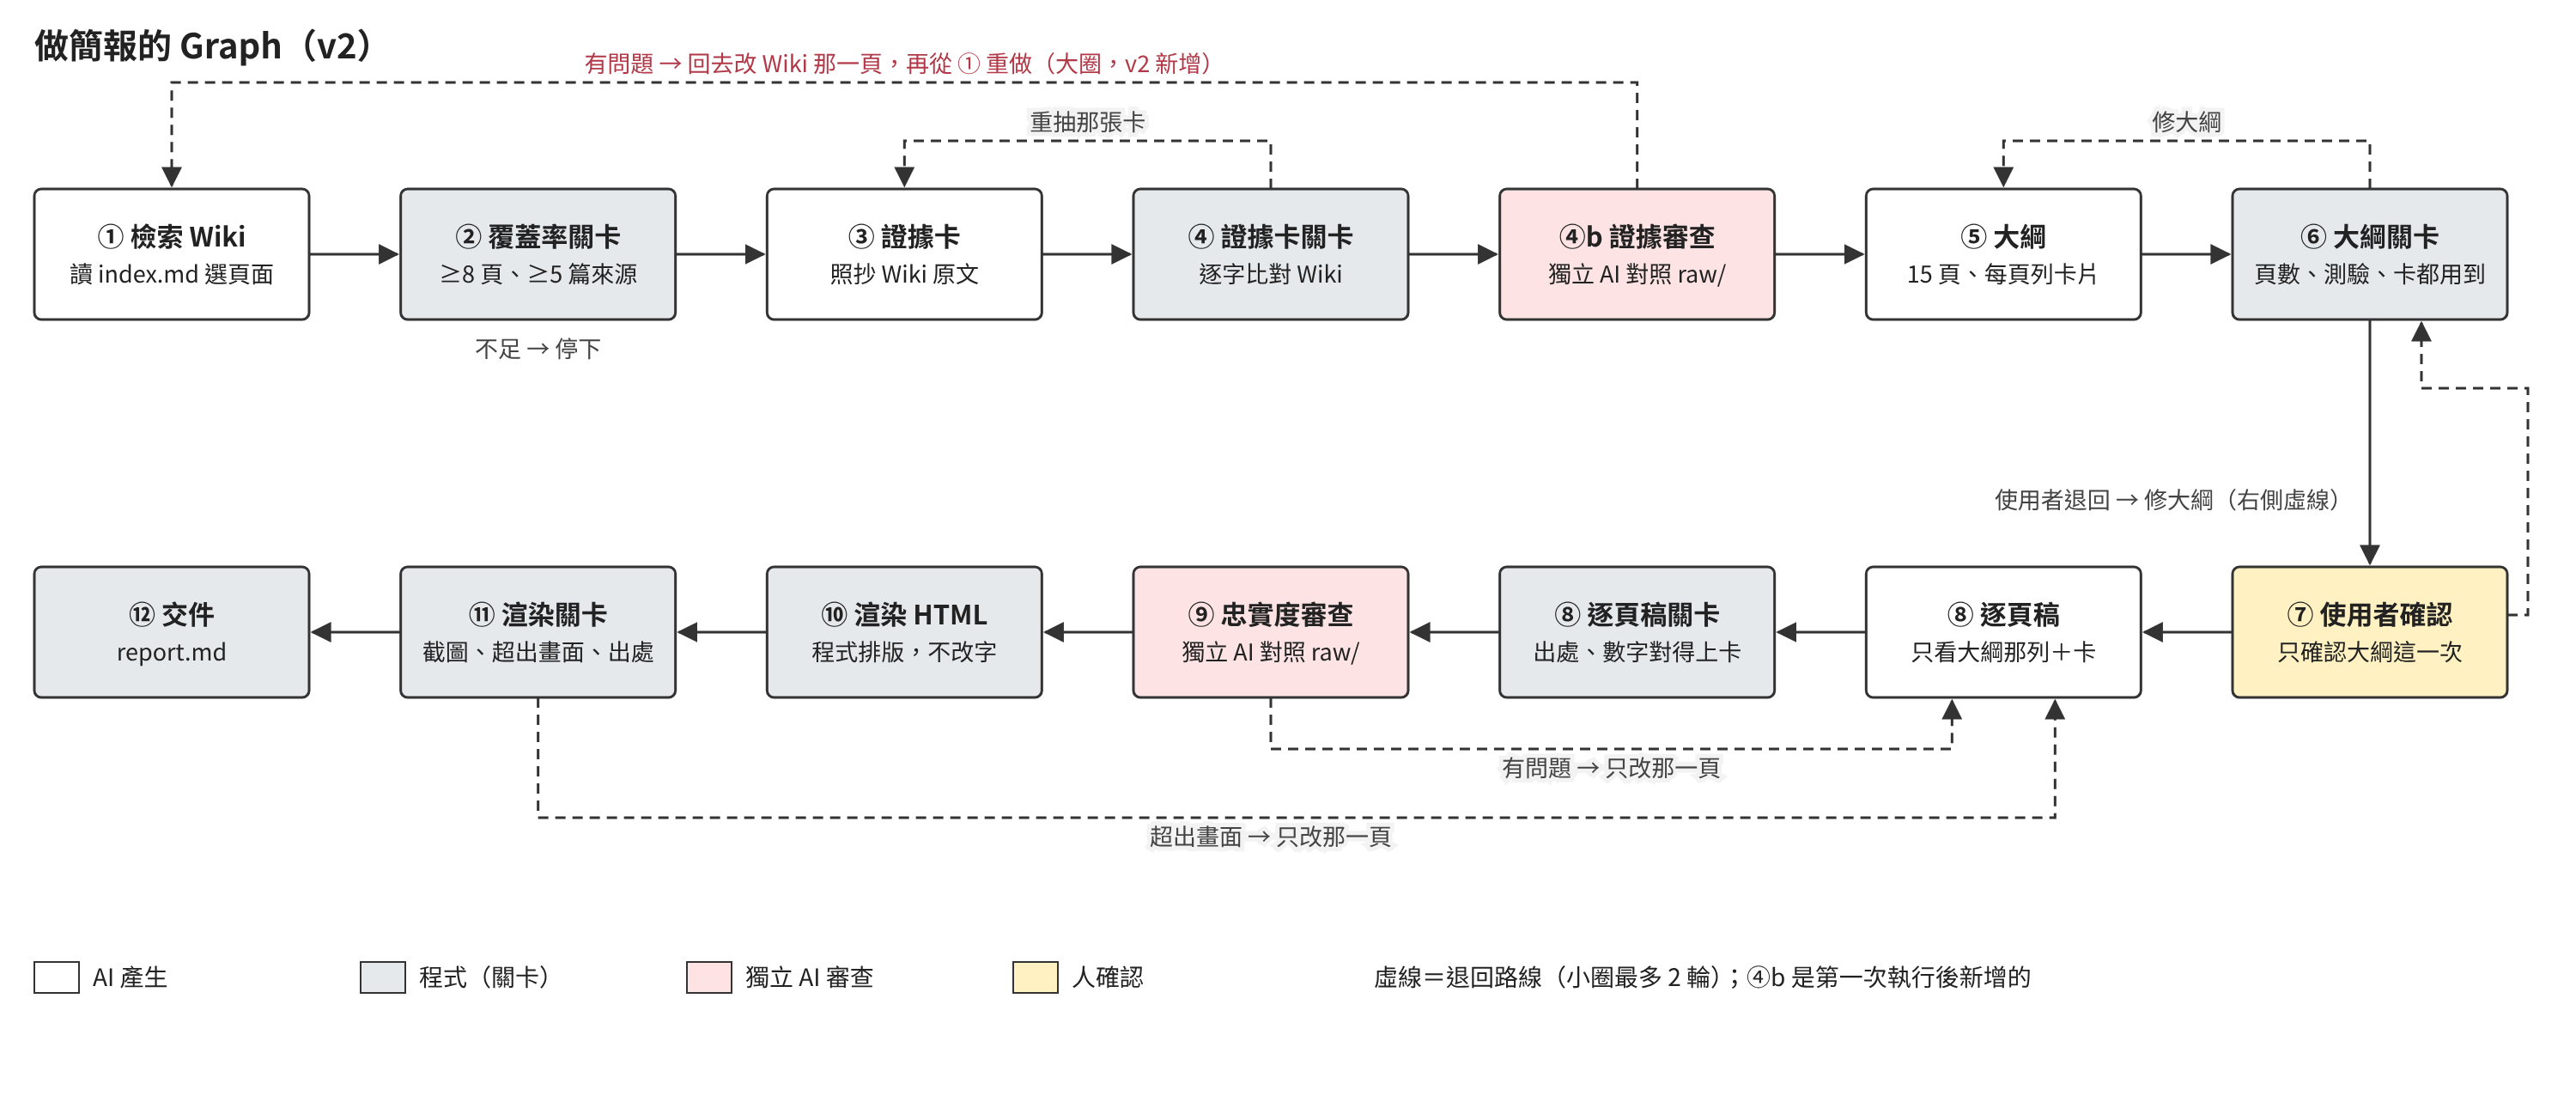 做簡報的 Graph（v2）
有問題 → 回去改 Wiki 那一頁，再從 ① 重做（大圈，v2 新增）
重抽那張卡
修大綱
① 檢索 Wiki
讀 index.md 選頁面
② 覆蓋率關卡
≥8 頁、≥5 篇來源
不足 → 停下
③ 證據卡
照抄 Wiki 原文
④ 證據卡關卡
逐字比對 Wiki
④b 證據審查
獨立 AI 對照 raw/
⑤ 大綱
15 頁、每頁列卡片
⑥ 大綱關卡
頁數、測驗、卡都用到
使用者退回 → 修大綱（右側虛線）
⑦ 使用者確認
只確認大綱這一次
⑧ 逐頁稿
只看大綱那列＋卡
⑧ 逐頁稿關卡
出處、數字對得上卡
⑨ 忠實度審查
獨立 AI 對照 raw/
⑩ 渲染 HTML
程式排版，不改字
⑪ 渲染關卡
截圖、超出畫面、出處
⑫ 交件
report.md
有問題 → 只改那一頁
超出畫面 → 只改那一頁
AI 產生
程式（關卡）
獨立 AI 審查
人確認
虛線＝退回路線（小圈最多 2 輪）；④b 是第一次執行後新增的